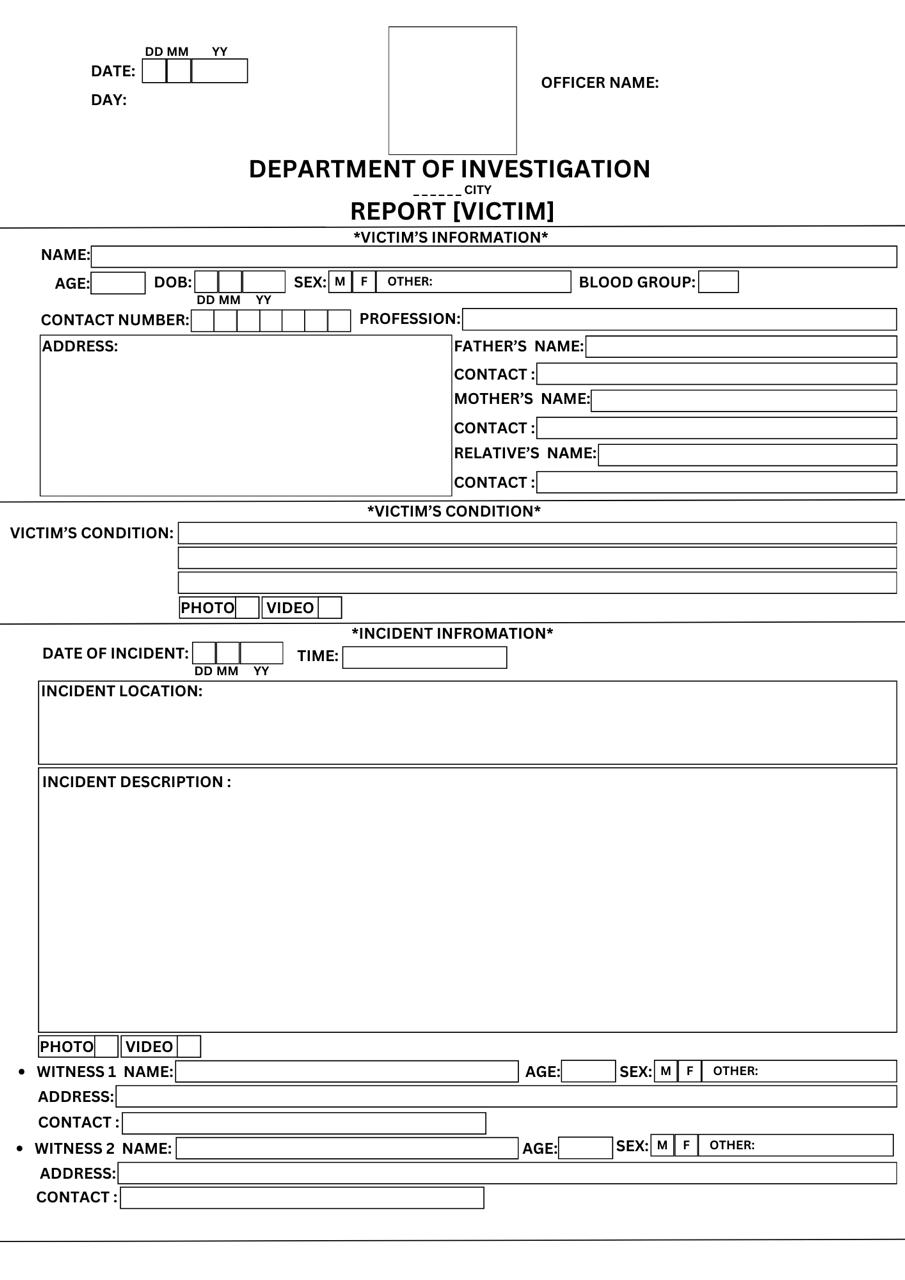 DD MM YY
DATE:
OFFICER NAME:
DAY:
DEPARTMENT OF INVESTIGATION
______ CITY
REPORT [VICTIM]
*VICTIM'S INFORMATION*
NAME:
AGE: DOB: SEX: M F OTHER: BLOOD GROUP:
DD MM YY
CONTACT NUMBER: PROFESSION:
ADDRESS:
FATHER'S NAME:
CONTACT :
MOTHER'S NAME:
CONTACT :
RELATIVE'S NAME:
CONTACT :
*VICTIM'S CONDITION*
VICTIM'S CONDITION:
PHOTO VIDEO
*INCIDENT INFROMATION*
DATE OF INCIDENT: TIME:
DD MM YY
INCIDENT LOCATION:
INCIDENT DESCRIPTION :
PHOTO VIDEO
• WITNESS 1 NAME: AGE: SEX: M F OTHER:
ADDRESS:
CONTACT :
• WITNESS 2 NAME: AGE: SEX: M F OTHER:
ADDRESS:
CONTACT :